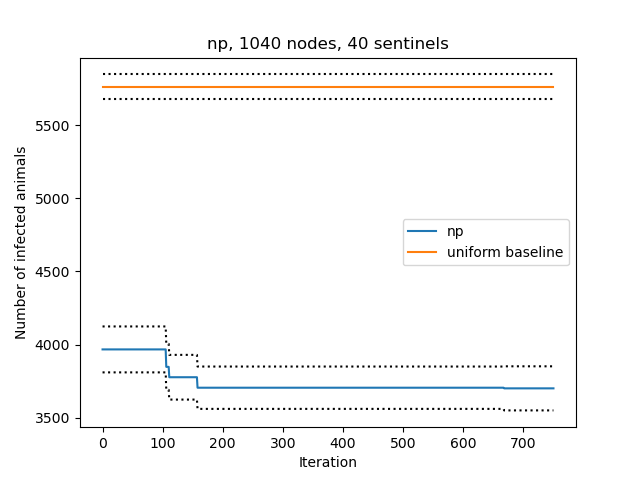 np, 1040 nodes, 40 sentinels
Number of infected animals
5500
5000
4500
4000
3500
np
uniform baseline
0 100 200 300 400 500 600 700
Iteration